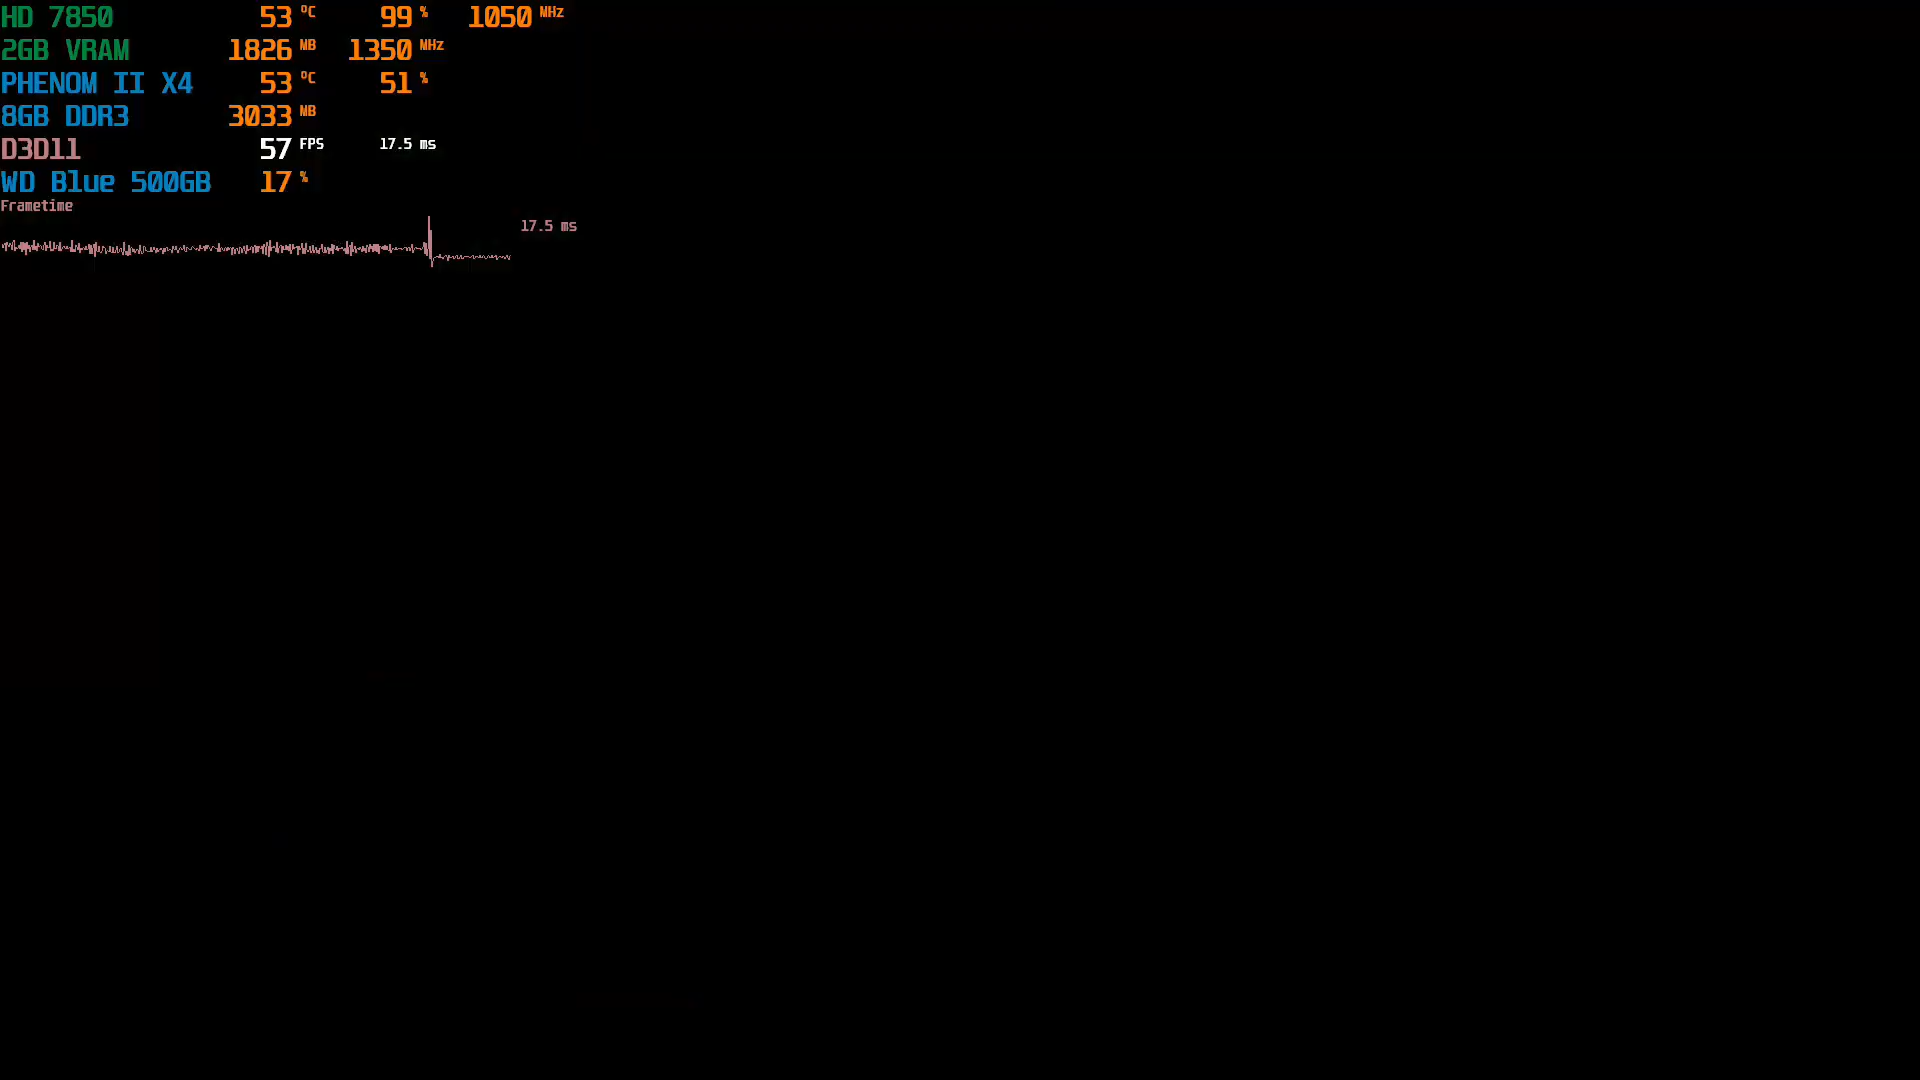 HD 7850 53 °C 99 % 1050 MHz
2GB VRAM 1826 MB 1350 MHz
PHENOM II X4 53 °C 51 %
8GB DDR3 3033 MB
D3D11 57 FPS 17.5 ms
WD Blue 500GB 17 %
Frametime
17.5 ms